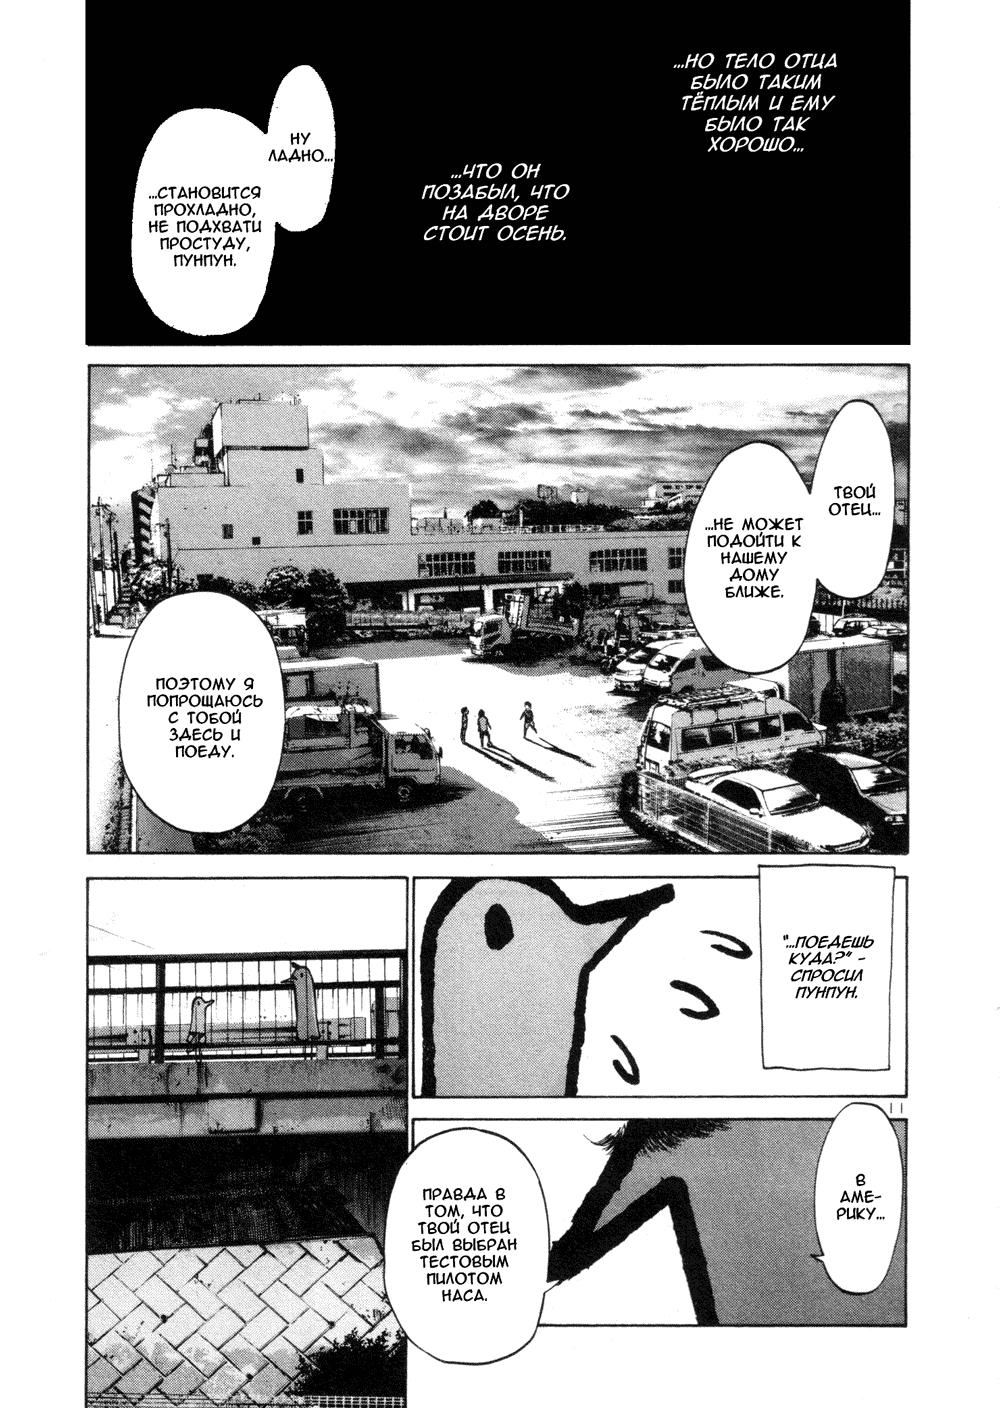 ...НО ТЕЛО ОТЦА
БЫЛО ТАКИМ
ТЁПЛЫМ И ЕМУ
БЫЛО ТАК
ХОРОШО...
...ЧТО ОН
ПОЗАБЫЛ, ЧТО
НА ДВОРЕ
СТОИТ ОСЕНЬ.
НУ
ЛАДНО...
...СТАНОВИТСЯ
ПРОХЛАДНО,
НЕ ПОДХВАТИ
ПРОСТУДУ,
ПУНПУН.
ТВОЙ
ОТЕЦ...
...НЕ МОЖЕТ
ПОДОЙТИ К
НАШЕМУ
ДОМУ
БЛИЖЕ.
ПОЭТОМУ Я
ПОПРОЩАЮСЬ
С ТОБОЙ
ЗДЕСЬ И
ПОЕДУ.
"...ПОЕДЕШЬ
КУДА?" -
СПРОСИЛ
ПУНПУН.
11
В
АМЕ-
РИКУ...
ПРАВДА В
ТОМ, ЧТО
ТВОЙ ОТЕЦ
БЫЛ ВЫБРАН
ТЕСТОВЫМ
ПИЛОТОМ
НАСА.